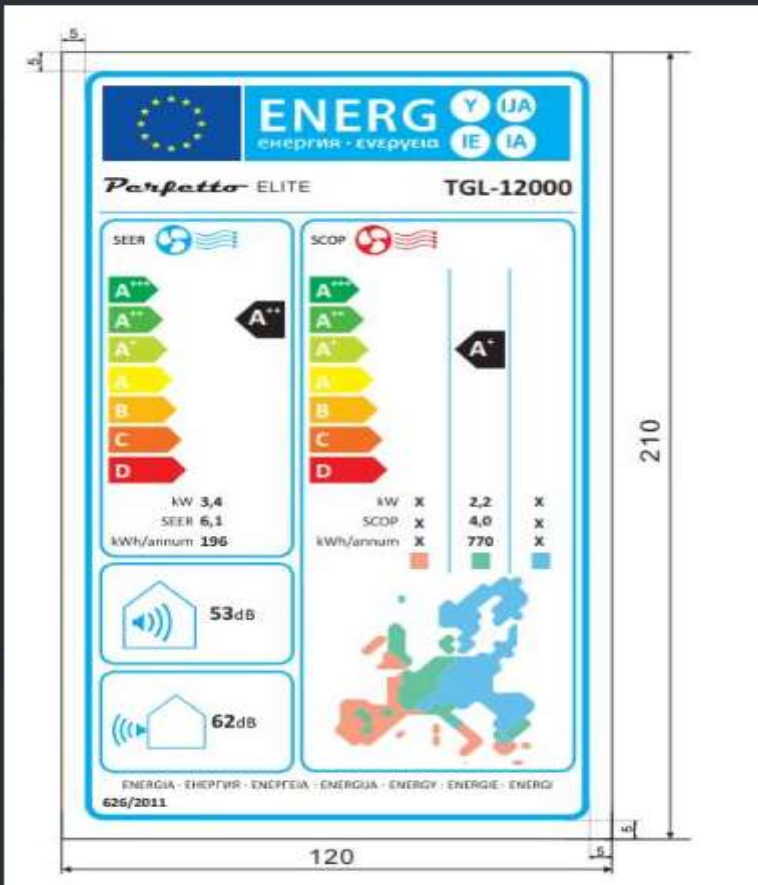 5
5
ENERG Y IJA
енергия · ενεργεια IE IA
Perfetto ELITE TGL-12000
SEER SCOP
A+++ A+++
A++ A++ A++
A+ A+ A+
A A
B B
C C
D D
kW 3,4 kW X 2,2 X
SEER 6,1 SCOP X 4,0 X
kWh/annum 196 kWh/annum X 770 X
53dB
62dB
ENERGIA · ЕНЕРГИЯ · ΕΝΕΡΓΕΙΑ · ENERGIJA · ENERGY · ENERGIE · ENERGI
626/2011
210
5
5
120